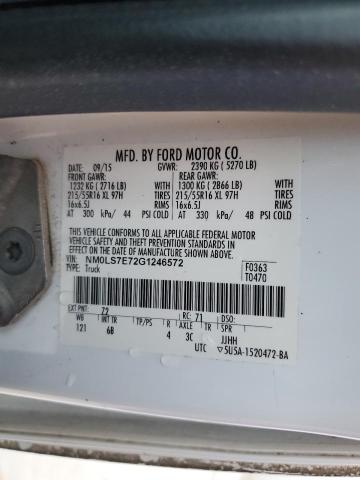 MFD. BY FORD MOTOR CO.
DATE: 09/15 GVWR: 2390 KG ( 5270 LB)
FRONT GAWR: REAR GAWR:
1232 KG ( 2716 LB) 1300 KG ( 2866 LB)
215/55R16 XL 97H TIRES 215/55R16 XL 97H TIRES
16x6.5J RIMS 16x6.5J RIMS
AT 300 kPa/ 44 PSI COLD AT 330 kPa/ 48 PSI COLD
THIS VEHICLE CONFORMS TO ALL APPLICABLE FEDERAL MOTOR
VEHICLE SAFETY AND THEFT PREVENTION STANDARDS IN EFFECT
ON THE DATE OF MANUFACTURE SHOWN ABOVE.
VIN: NM0LS7E72G1246572
TYPE: Truck
F0363
T0470
EXT PNT: YZ RC: 71 DSO:
WB INT TR TP/PS R AXLE TR SPR
121 6B 4 3C JJHH
UTC 5USA-1520472-BA